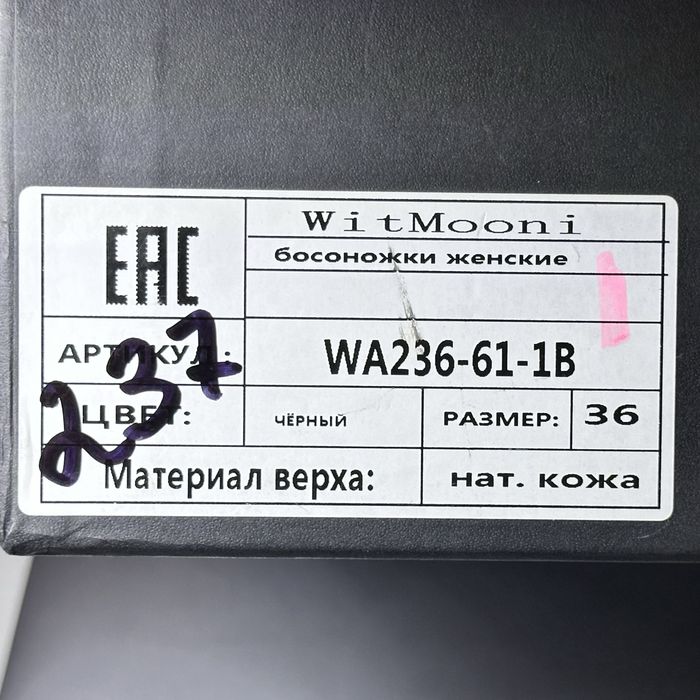 EAC
WitMooni
босоножки женские
АРТИКУЛ: WA236-61-1B
237
ЦВЕТ: ЧЁРНЫЙ РАЗМЕР: 36
Материал верха: нат. кожа